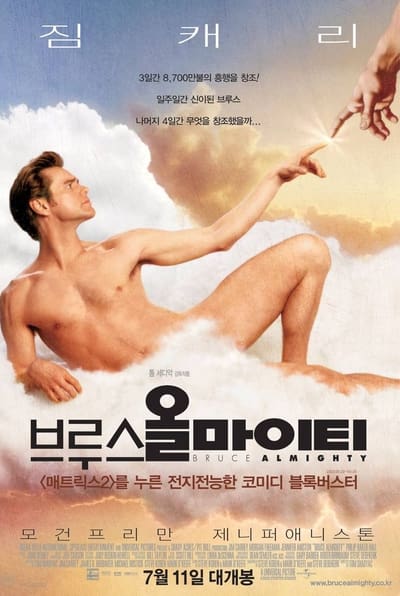 짐 캐 리
3일간 8,700만불의 흥행을 창조!
일주일간 신이된 브루스
나머지 4일간 무엇을 창조했을까...
톰 세디악 감독작품
브루스올마이티
BRUCE ALMIGHTY
<매트릭스2>를 누른 전지전능한 코미디 블록버스터
모건프리만 제니퍼애니스톤
7월 11일 대개봉
www.brucealmighty.co.kr